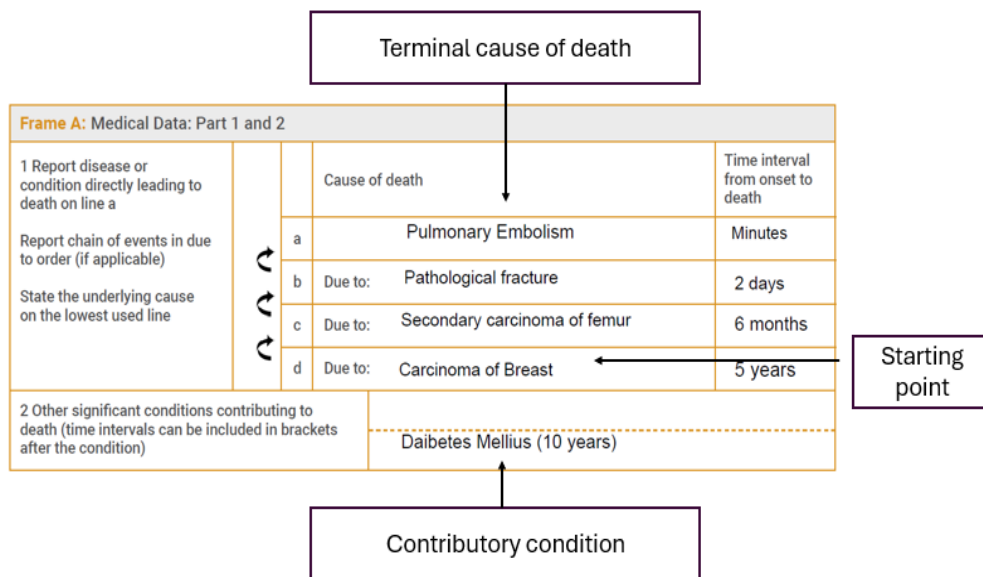 Terminal cause of death
Frame A: Medical Data: Part 1 and 2
1 Report disease or
condition directly leading to
death on line a
Report chain of events in due
to order (if applicable)
State the underlying cause
on the lowest used line
Cause of death
Time interval
from onset to
death
a Pulmonary Embolism Minutes
b Due to: Pathological fracture 2 days
c Due to: Secondary carcinoma of femur 6 months
d Due to: Carcinoma of Breast 5 years
Starting
point
2 Other significant conditions contributing to
death (time intervals can be included in brackets
after the condition)
Daibetes Mellius (10 years)
Contributory condition